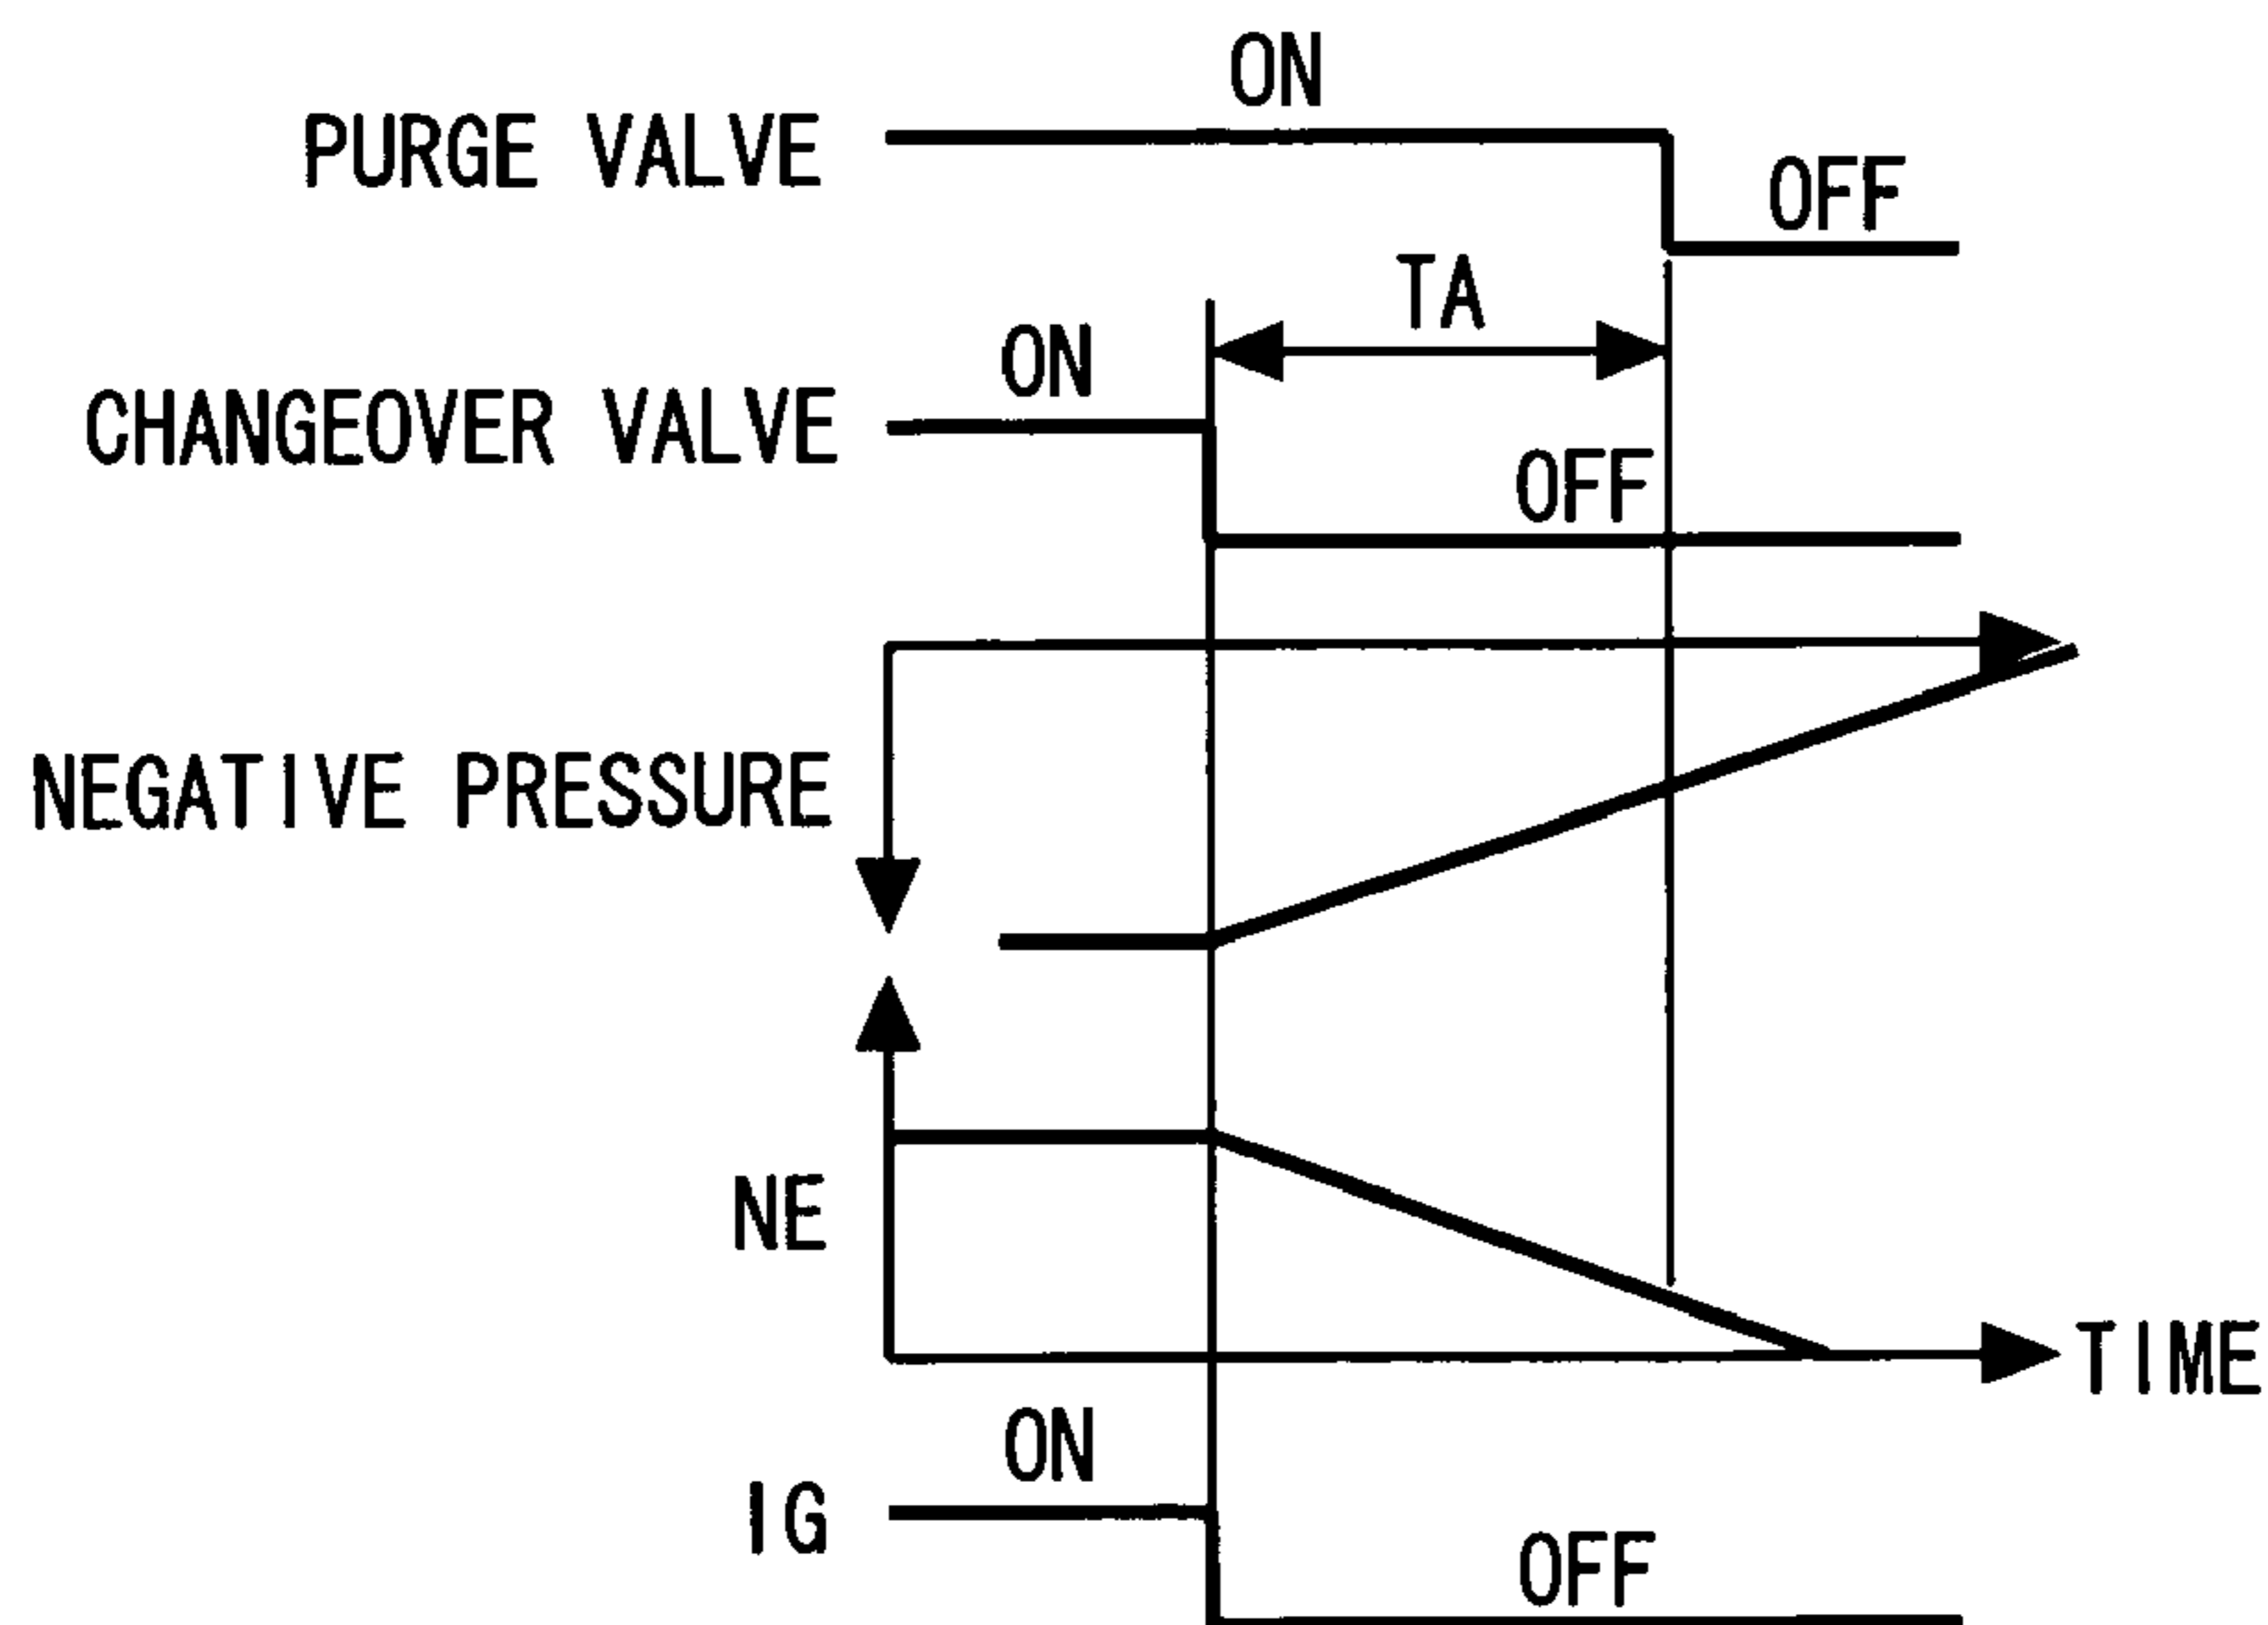 ON
PURGE VALVE
OFF
TA
ON
CHANGEOVER VALVE
OFF
NEGATIVE PRESSURE
NE
TIME
ON
IG
OFF